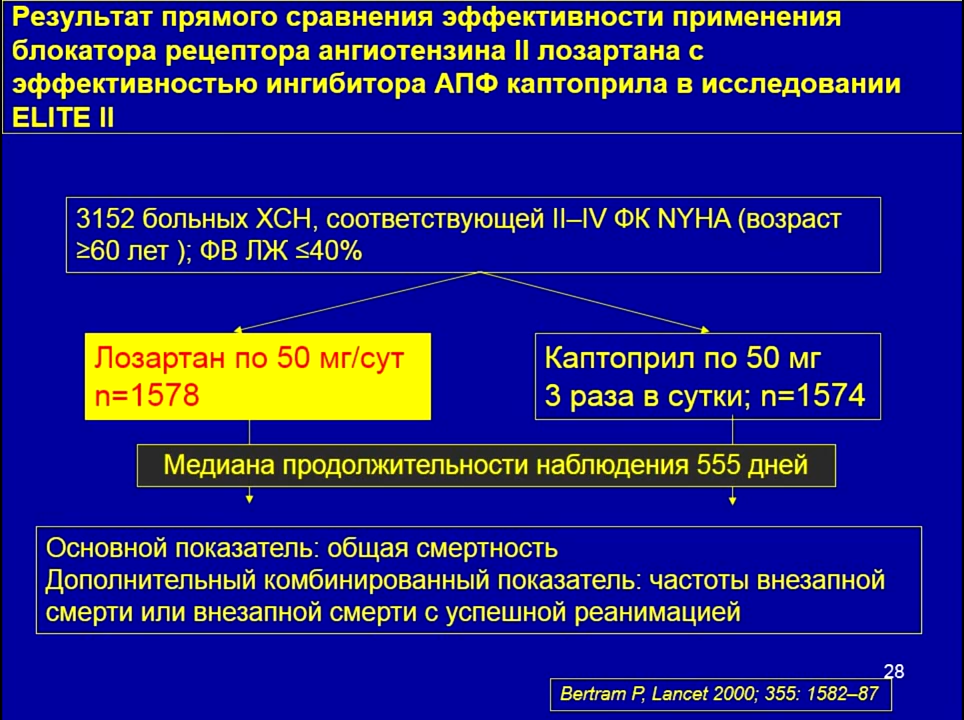 Результат прямого сравнения эффективности применения
блокатора рецептора ангиотензина II лозартана с
эффективностью ингибитора АПФ каптоприла в исследовании
ELITE II
3152 больных ХСН, соответствующей II–IV ФК NYHA (возраст
≥60 лет ); ФВ ЛЖ ≤40%
Лозартан по 50 мг/сут
n=1578
Каптоприл по 50 мг
3 раза в сутки; n=1574
Медиана продолжительности наблюдения 555 дней
Основной показатель: общая смертность
Дополнительный комбинированный показатель: частоты внезапной
смерти или внезапной смерти с успешной реанимацией
28
Bertram P, Lancet 2000; 355: 1582–87